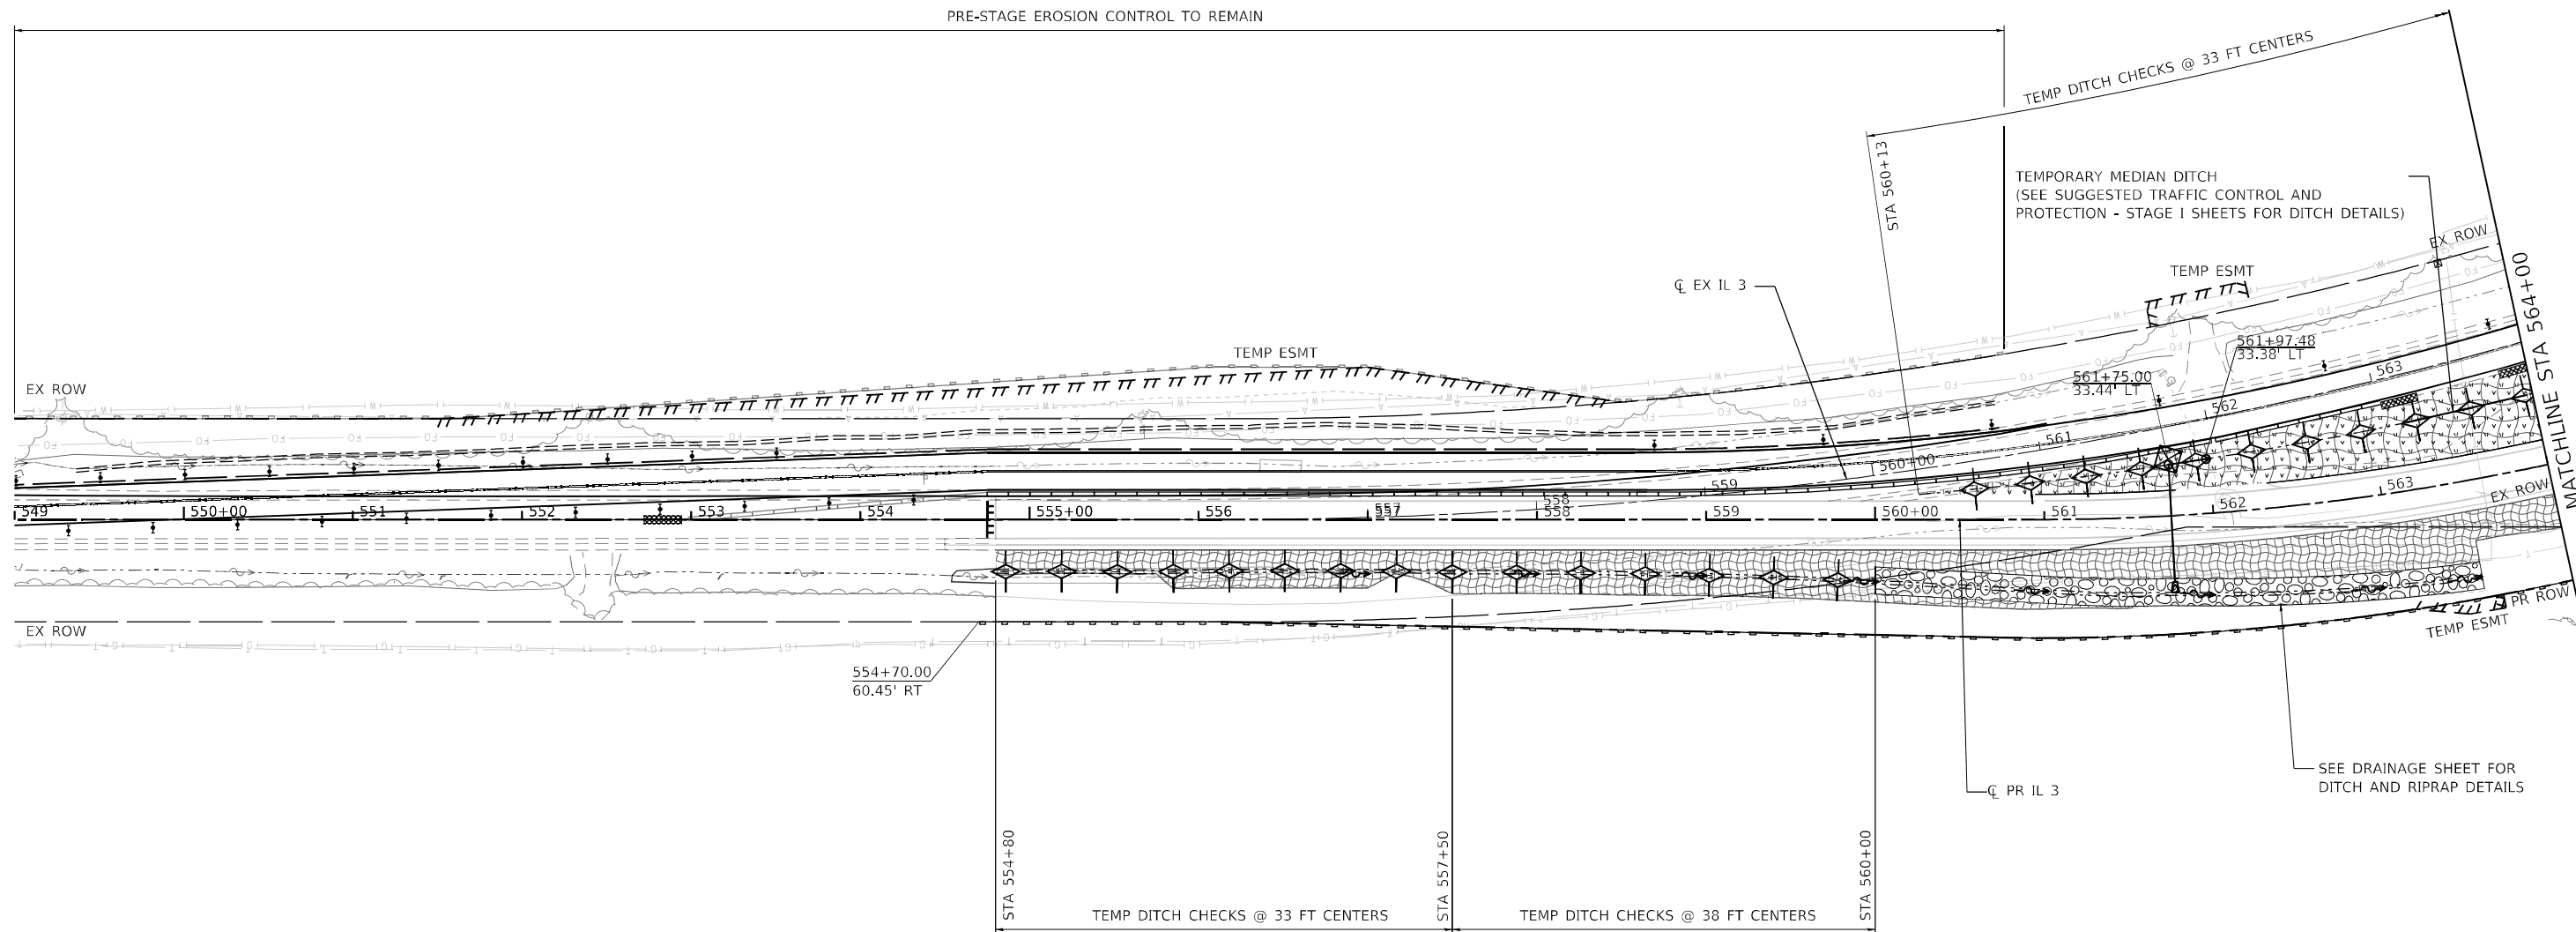 PRE-STAGE EROSION CONTROL TO REMAIN
TEMP DITCH CHECKS @ 33 FT CENTERS
STA 560+13
TEMPORARY MEDIAN DITCH
(SEE SUGGESTED TRAFFIC CONTROL AND
PROTECTION - STAGE I SHEETS FOR DITCH DETAILS)
EX ROW
TEMP ESMT
MATCHLINE STA 564+00
℄ EX IL 3
561+97.48
33.38' LT
561+75.00
33.44' LT
TEMP ESMT
EX ROW
563
562
561
560+00
559
558
557
549
550+00
551
552
553
554
555+00
556
557
558
559
560+00
561
562
563
EX ROW
PR ROW
TEMP ESMT
EX ROW
554+70.00
60.45' RT
SEE DRAINAGE SHEET FOR
DITCH AND RIPRAP DETAILS
℄ PR IL 3
STA 554+80
STA 557+50
STA 560+00
TEMP DITCH CHECKS @ 33 FT CENTERS
TEMP DITCH CHECKS @ 38 FT CENTERS